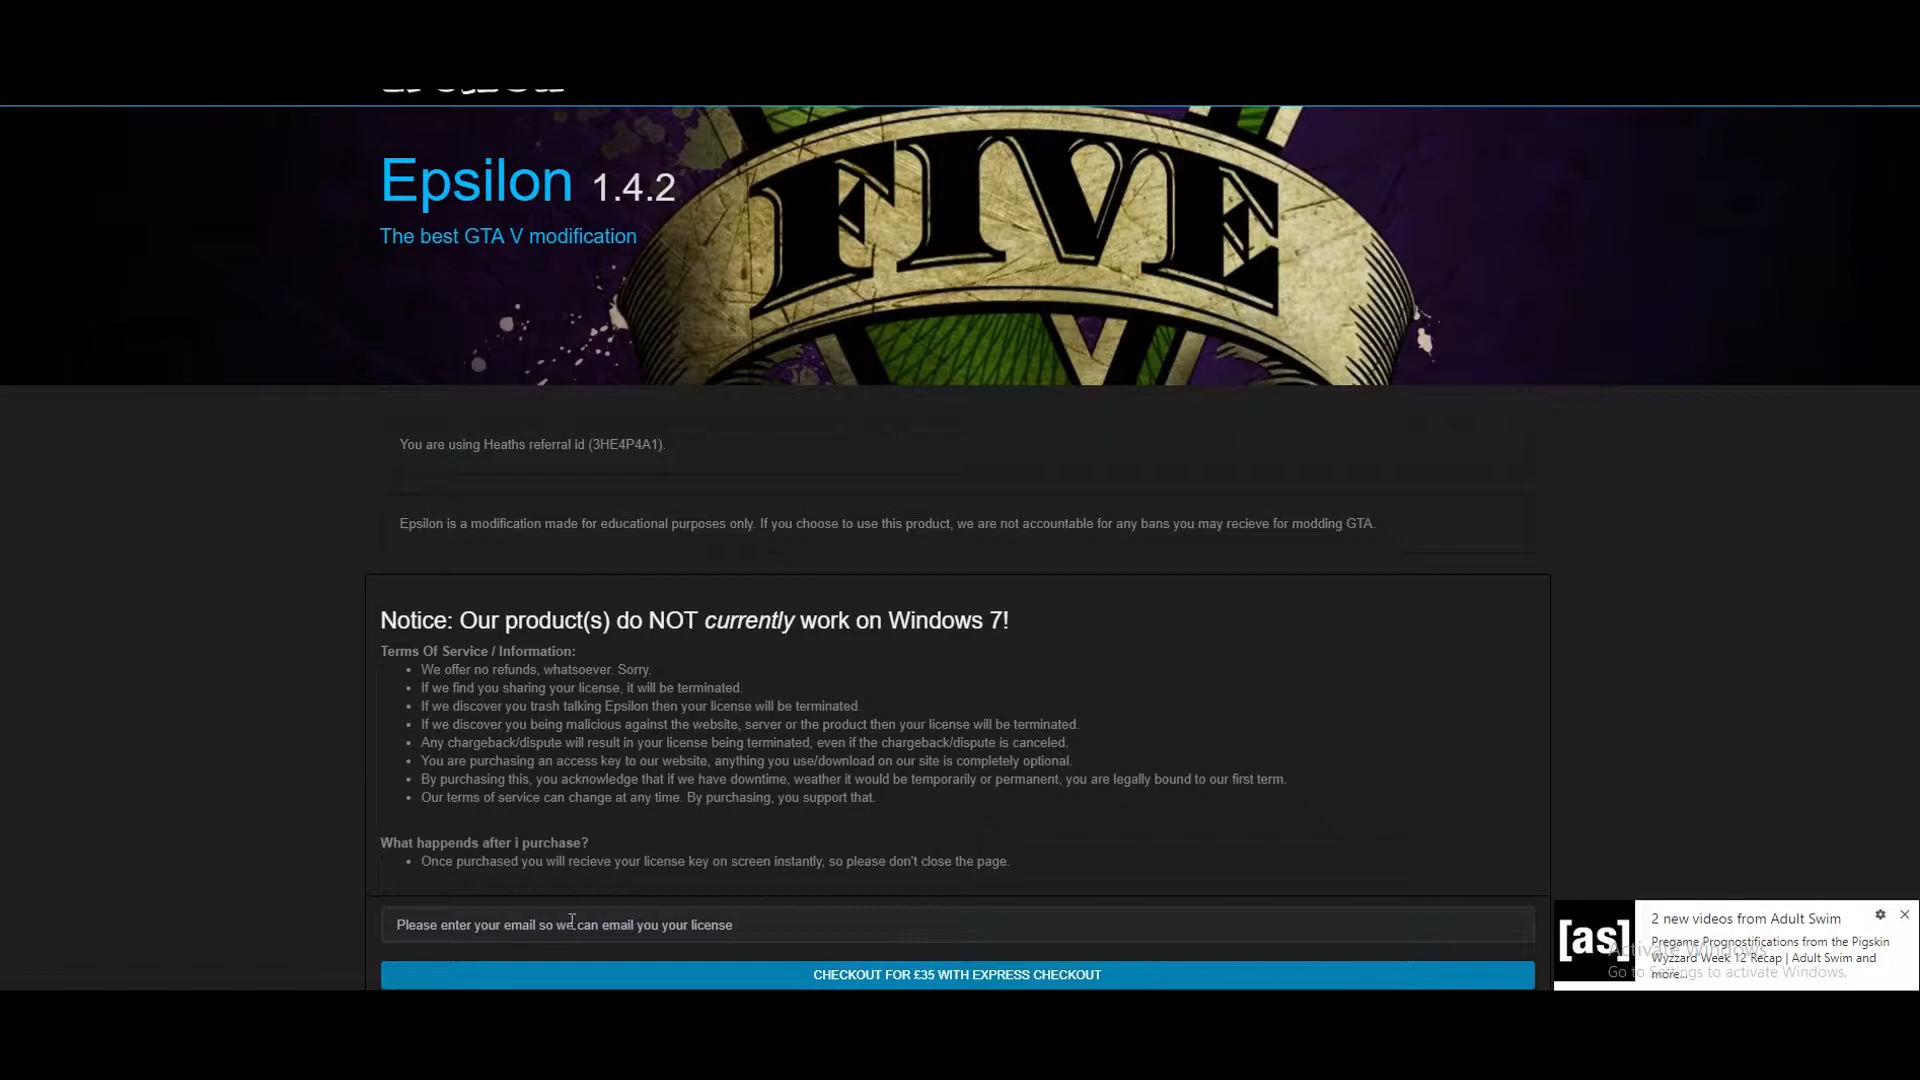 Epsilon 1.4.2
The best GTA V modification
FIVE
You are using Heaths referral id (3HE4P4A1).
Epsilon is a modification made for educational purposes only. If you choose to use this product, we are not accountable for any bans you may recieve for modding GTA.
Notice: Our product(s) do NOT currently work on Windows 7!
Terms Of Service / Information:
• We offer no refunds, whatsoever. Sorry.
• If we find you sharing your license, it will be terminated.
• If we discover you trash talking Epsilon then your license will be terminated.
• If we discover you being malicious against the website, server or the product then your license will be terminated.
• Any chargeback/dispute will result in your license being terminated, even if the chargeback/dispute is canceled.
• You are purchasing an access key to our website, anything you use/download on our site is completely optional.
• By purchasing this, you acknowledge that if we have downtime, weather it would be temporarily or permanent, you are legally bound to our first term.
• Our terms of service can change at any time. By purchasing, you support that.
What happends after i purchase?
• Once purchased you will recieve your license key on screen instantly, so please don't close the page.
Please enter your email so we can email you your license
CHECKOUT FOR £35 WITH EXPRESS CHECKOUT
[as]
2 new videos from Adult Swim
Pregame Prognostifications from the Pigskin
Wyzzard Week 12 Recap | Adult Swim and
more...
Activate Windows
Go to Settings to activate Windows.